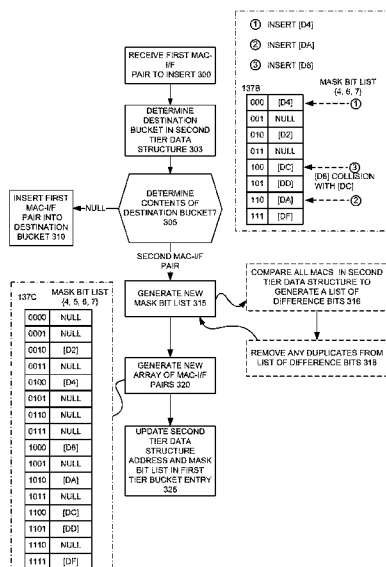 ① INSERT [D4]
② INSERT [DA]
③ INSERT [D8]
RECEIVE FIRST MAC-
I/F
PAIR TO INSERT 300
DETERMINE
DESTINATION
BUCKET IN SECOND
TIER DATA
STRUCTURE 303
DETERMINE
CONTENTS OF
DESTINATION BUCKET?
305
NULL
INSERT FIRST
MAC-I/F
PAIR INTO
DESTINATION
BUCKET 310
SECOND MAC-I/F
PAIR
137B
MASK BIT LIST
{4, 6, 7}
000 [D4]
①
001 NULL
010 [D2]
011 NULL
100 [DC]
③
[D8] COLLISION
WITH [DC]
101 [DD]
110 [DA]
②
111 [DF]
GENERATE NEW
MASK BIT LIST 315
COMPARE ALL MACS IN SECOND
TIER DATA STRUCTURE TO
GENERATE A LIST OF
DIFFERENCE BITS 316
REMOVE ANY DUPLICATES FROM
LIST OF DIFFERENCE BITS 318
GENERATE NEW
ARRAY OF MAC-I/F
PAIRS 320
UPDATE SECOND
TIER DATA
STRUCTURE
ADDRESS AND MASK
BIT LIST IN FIRST
TIER BUCKET ENTRY
325
137C
MASK BIT LIST
{4, 5, 6, 7}
0000 NULL
0001 NULL
0010 [D2]
0011 NULL
0100 [D4]
0101 NULL
0110 NULL
0111 NULL
1000 [D8]
1001 NULL
1010 [DA]
1011 NULL
1100 [DC]
1101 [DD]
1110 NULL
1111 [DF]